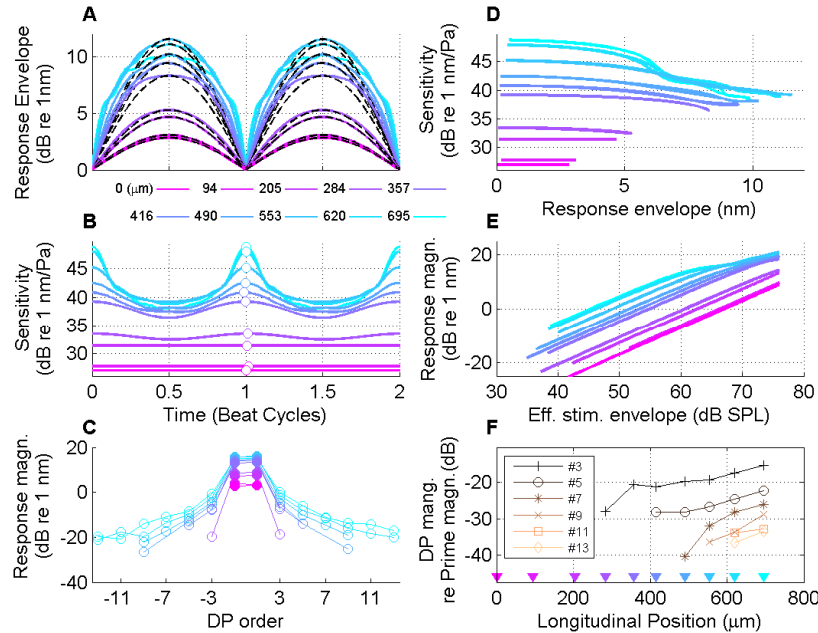 A
Response Envelope
(dB re 1nm)
10
5
0
0 (µm)
94
205
284
357
416
490
553
620
695
B
Sensitivity
(dB re 1 nm/Pa)
45
40
35
30
0
0.5
1
1.5
2
Time (Beat Cycles)
C
Response magn.
(dB re 1 nm)
20
0
-20
-40
-11
-7
-3
3
7
11
DP order
D
Sensitivity
(dB re 1 nm/Pa)
45
40
35
30
0
5
10
Response envelope (nm)
E
Response magn.
(dB re 1 nm)
20
0
-20
30
40
50
60
70
80
Eff. stim. envelope (dB SPL)
F
DP mang.
re Prime magn.(dB)
-20
-30
-40
#3
#5
#7
#9
#11
#13
0
200
400
600
800
Longitudinal Position (µm)